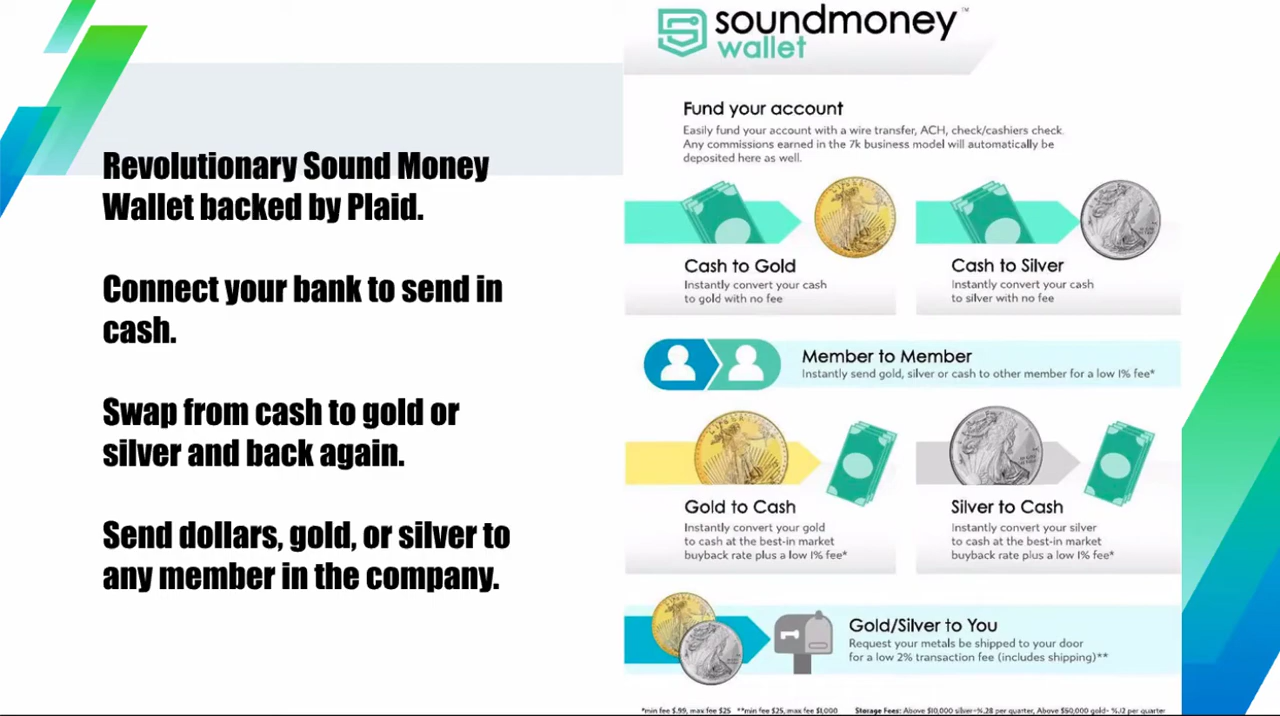 Revolutionary Sound Money
Wallet backed by Plaid.
Connect your bank to send in
cash.
Swap from cash to gold or
silver and back again.
Send dollars, gold, or silver to
any member in the company.
soundmoney™
wallet
Fund your account
Easily fund your account with a wire transfer, ACH, check/cashiers check.
Any commissions earned in the 7k business model will automatically be
deposited here as well.
Cash to Gold
Instantly convert your cash
to gold with no fee
Cash to Silver
Instantly convert your cash
to silver with no fee
Member to Member
Instantly send gold, silver or cash to other member for a low 1% fee*
Gold to Cash
Instantly convert your gold
to cash at the best-in market
buyback rate plus a low 1% fee*
Silver to Cash
Instantly convert your silver
to cash at the best-in market
buyback rate plus a low 1% fee*
Gold/Silver to You
Request your metals be shipped to your door
for a low 2% transaction fee (includes shipping)**
*min fee $.99, max fee $25 **min fee $25, max fee $1,000
Storage Fees: Above $10,000 silver-%.28 per quarter, Above $50,000 gold- %.12 per quarter